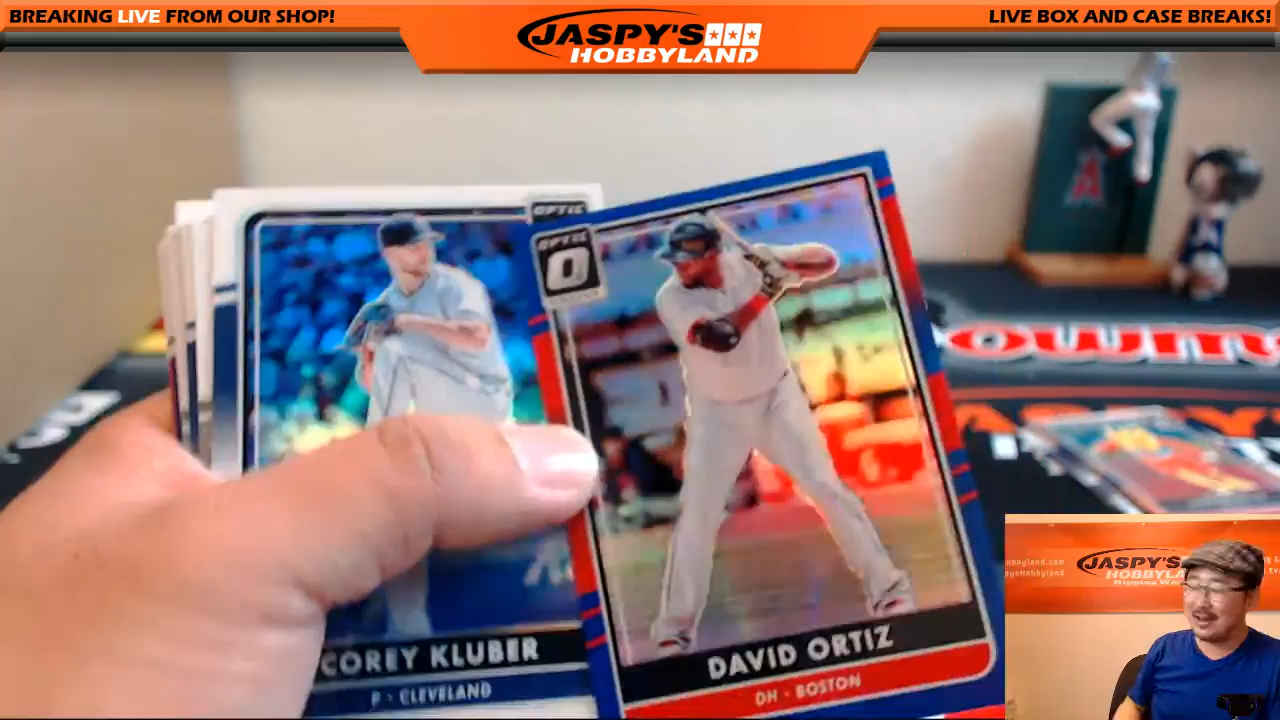 BREAKING LIVE FROM OUR SHOP!
JASPY'S
HOBBYLAND
LIVE BOX AND CASE BREAKS!
OPTIC
OPTIC
O
A
COREY KLUBER
P - CLEVELAND
DAVID ORTIZ
DH - BOSTON
JASPY'S
HOBBYLAND